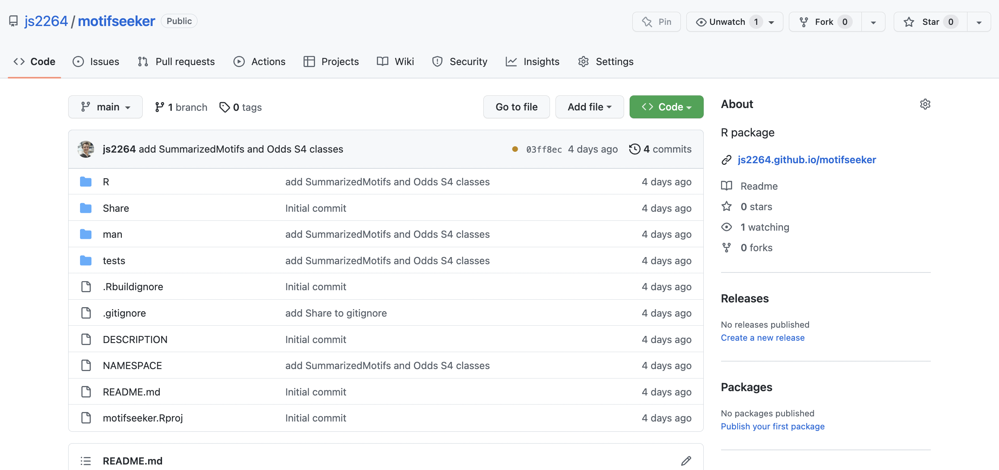 js2264 / motifseeker Public
Pin Unwatch 1 Fork 0 Star 0
Code Issues Pull requests Actions Projects Wiki Security Insights Settings
main 1 branch 0 tags Go to file Add file Code
js2264 add SummarizedMotifs and Odds S4 classes 03ff8ec 4 days ago 4 commits
R add SummarizedMotifs and Odds S4 classes 4 days ago
Share Initial commit 4 days ago
man add SummarizedMotifs and Odds S4 classes 4 days ago
tests add SummarizedMotifs and Odds S4 classes 4 days ago
.Rbuildignore Initial commit 4 days ago
.gitignore add Share to gitignore 4 days ago
DESCRIPTION Initial commit 4 days ago
NAMESPACE add SummarizedMotifs and Odds S4 classes 4 days ago
README.md Initial commit 4 days ago
motifseeker.Rproj Initial commit 4 days ago
README.md
About
R package
js2264.github.io/motifseeker
Readme
0 stars
1 watching
0 forks
Releases
No releases published
Create a new release
Packages
No packages published
Publish your first package